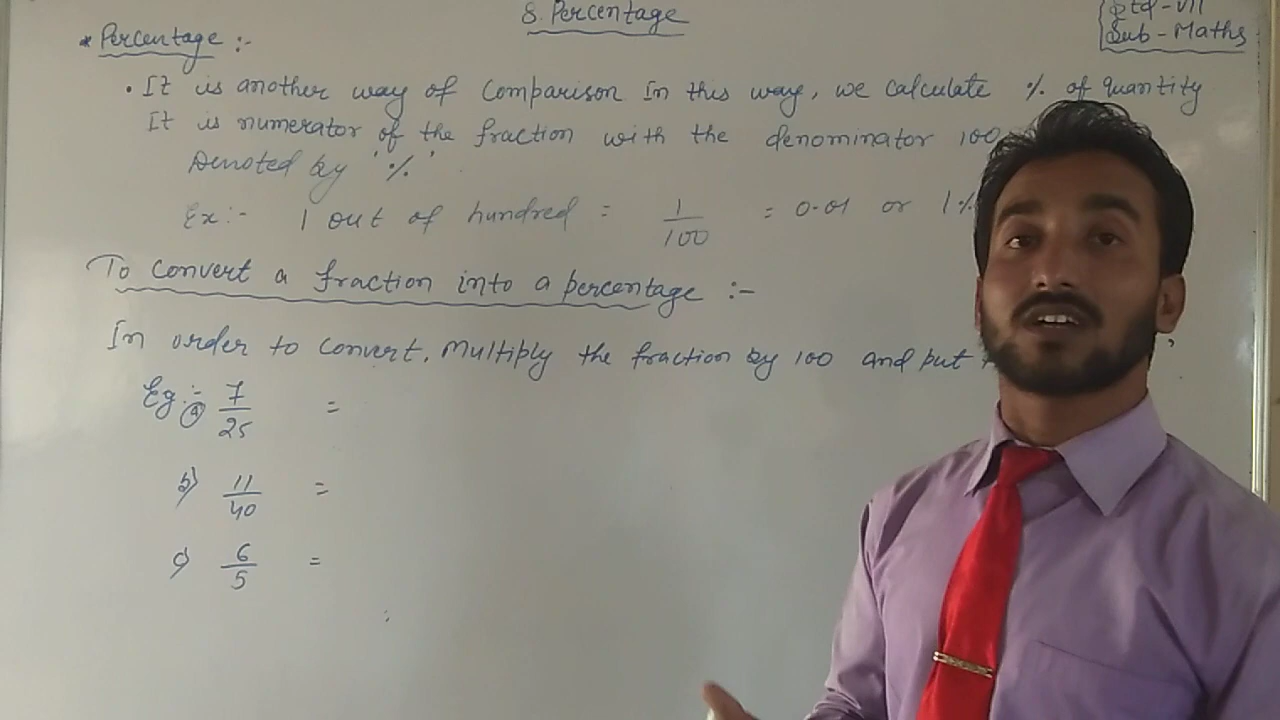 8. Percentage
Std - VII
Sub - Maths
* Percentage :-
• It is another way of Comparison In this way, we calculate % of quantity
It is numerator of the fraction with the denominator 100
Denoted by '%'
Ex :- 1 out of hundred = 1/100 = 0.01 or 1%
To Convert a fraction into a percentage :-
In order to Convert, Multiply the fraction by 100 and put
Eg :- (a) 7/25 =
b) 11/40 =
c) 6/5 =